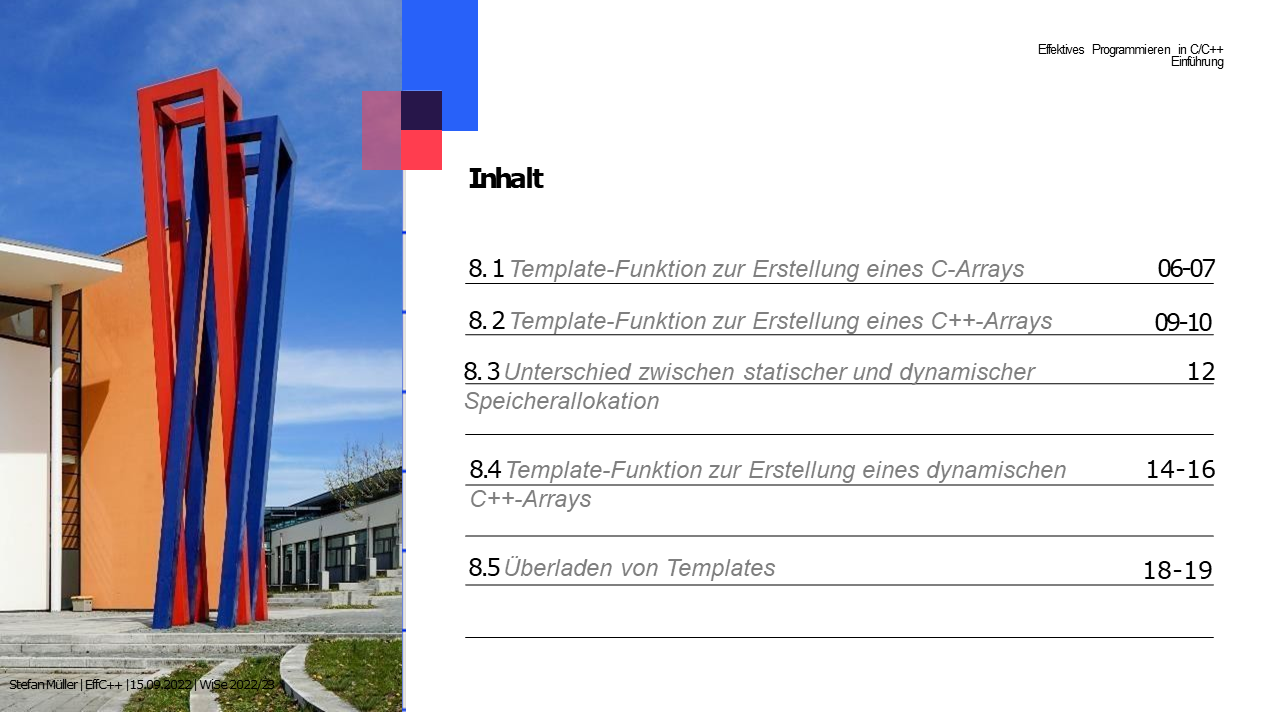 Effektives Programmieren in C/C++
Einführung
Inhalt
8.1 Template-Funktion zur Erstellung eines C-Arrays 06-07
8.2 Template-Funktion zur Erstellung eines C++-Arrays 09-10
8.3 Unterschied zwischen statischer und dynamischer 12
Speicherallokation
8.4 Template-Funktion zur Erstellung eines dynamischen 14-16
C++-Arrays
8.5 Überladen von Templates 18-19
Stefan Müller | EffC++ | 15.09.2022 | WiSe 2022/23